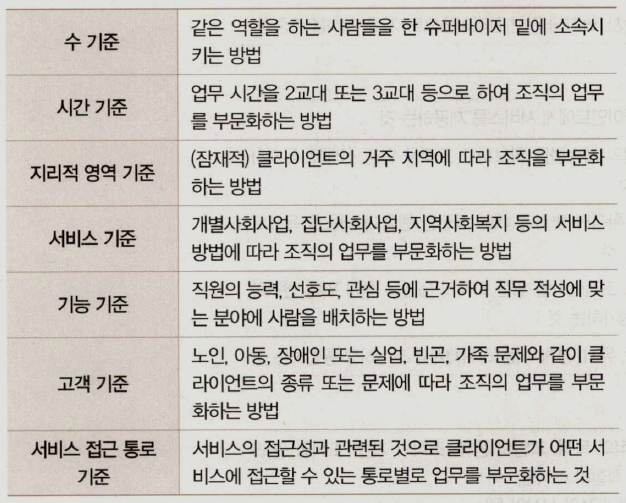 수 기준
같은 역할을 하는 사람들을 한 슈퍼바이저 밑에 소속시
키는 방법
시간 기준
업무 시간을 2교대 또는 3교대 등으로 하여 조직의 업무
를 부문화하는 방법
지리적 영역 기준
(잠재적) 클라이언트의 거주 지역에 따라 조직을 부문화
하는 방법
서비스 기준
개별사회사업, 집단사회사업, 지역사회복지 등의 서비스
방법에 따라 조직의 업무를 부문화하는 방법
기능 기준
직원의 능력, 선호도, 관심 등에 근거하여 직무 적성에 맞
는 분야에 사람을 배치하는 방법
고객 기준
노인, 아동, 장애인 또는 실업, 빈곤, 가족 문제와 같이 클
라이언트의 종류 또는 문제에 따라 조직의 업무를 부문
화하는 방법
서비스 접근 통로
기준
서비스의 접근성과 관련된 것으로 클라이언트가 어떤 서
비스에 접근할 수 있는 통로별로 업무를 부문화하는 것